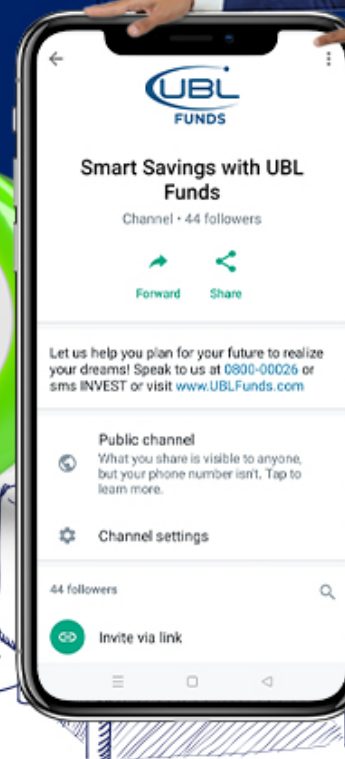 UBL
FUNDS
Smart Savings with UBL
Funds
Channel • 44 followers
Forward Share
Let us help you plan for your future to realize
your dreams! Speak to us at 0800-00026 or
sms INVEST or visit www.UBLFunds.com
Public channel
What you share is visible to anyone,
but your phone number isn't. Tap to
learn more.
Channel settings
44 followers
Invite via link